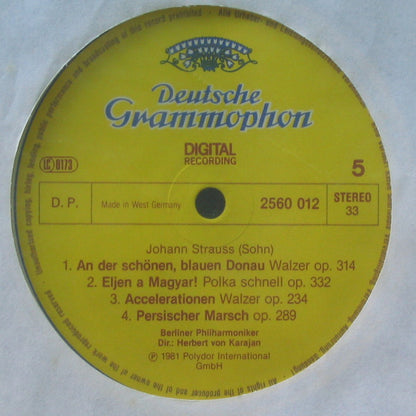 Deutsche
Grammophon
DIGITAL
RECORDING
LC 0173
5
D. P.
Made in West Germany
2560 012
STEREO
33
Johann Strauss (Sohn)
1. An der schönen, blauen Donau Walzer op. 314
2. Eljen a Magyar! Polka schnell op. 332
3. Accelerationen Walzer op. 234
4. Persischer Marsch op. 289
Berliner Philharmoniker
Dir.: Herbert von Karajan
℗ 1981 Polydor International
GmbH